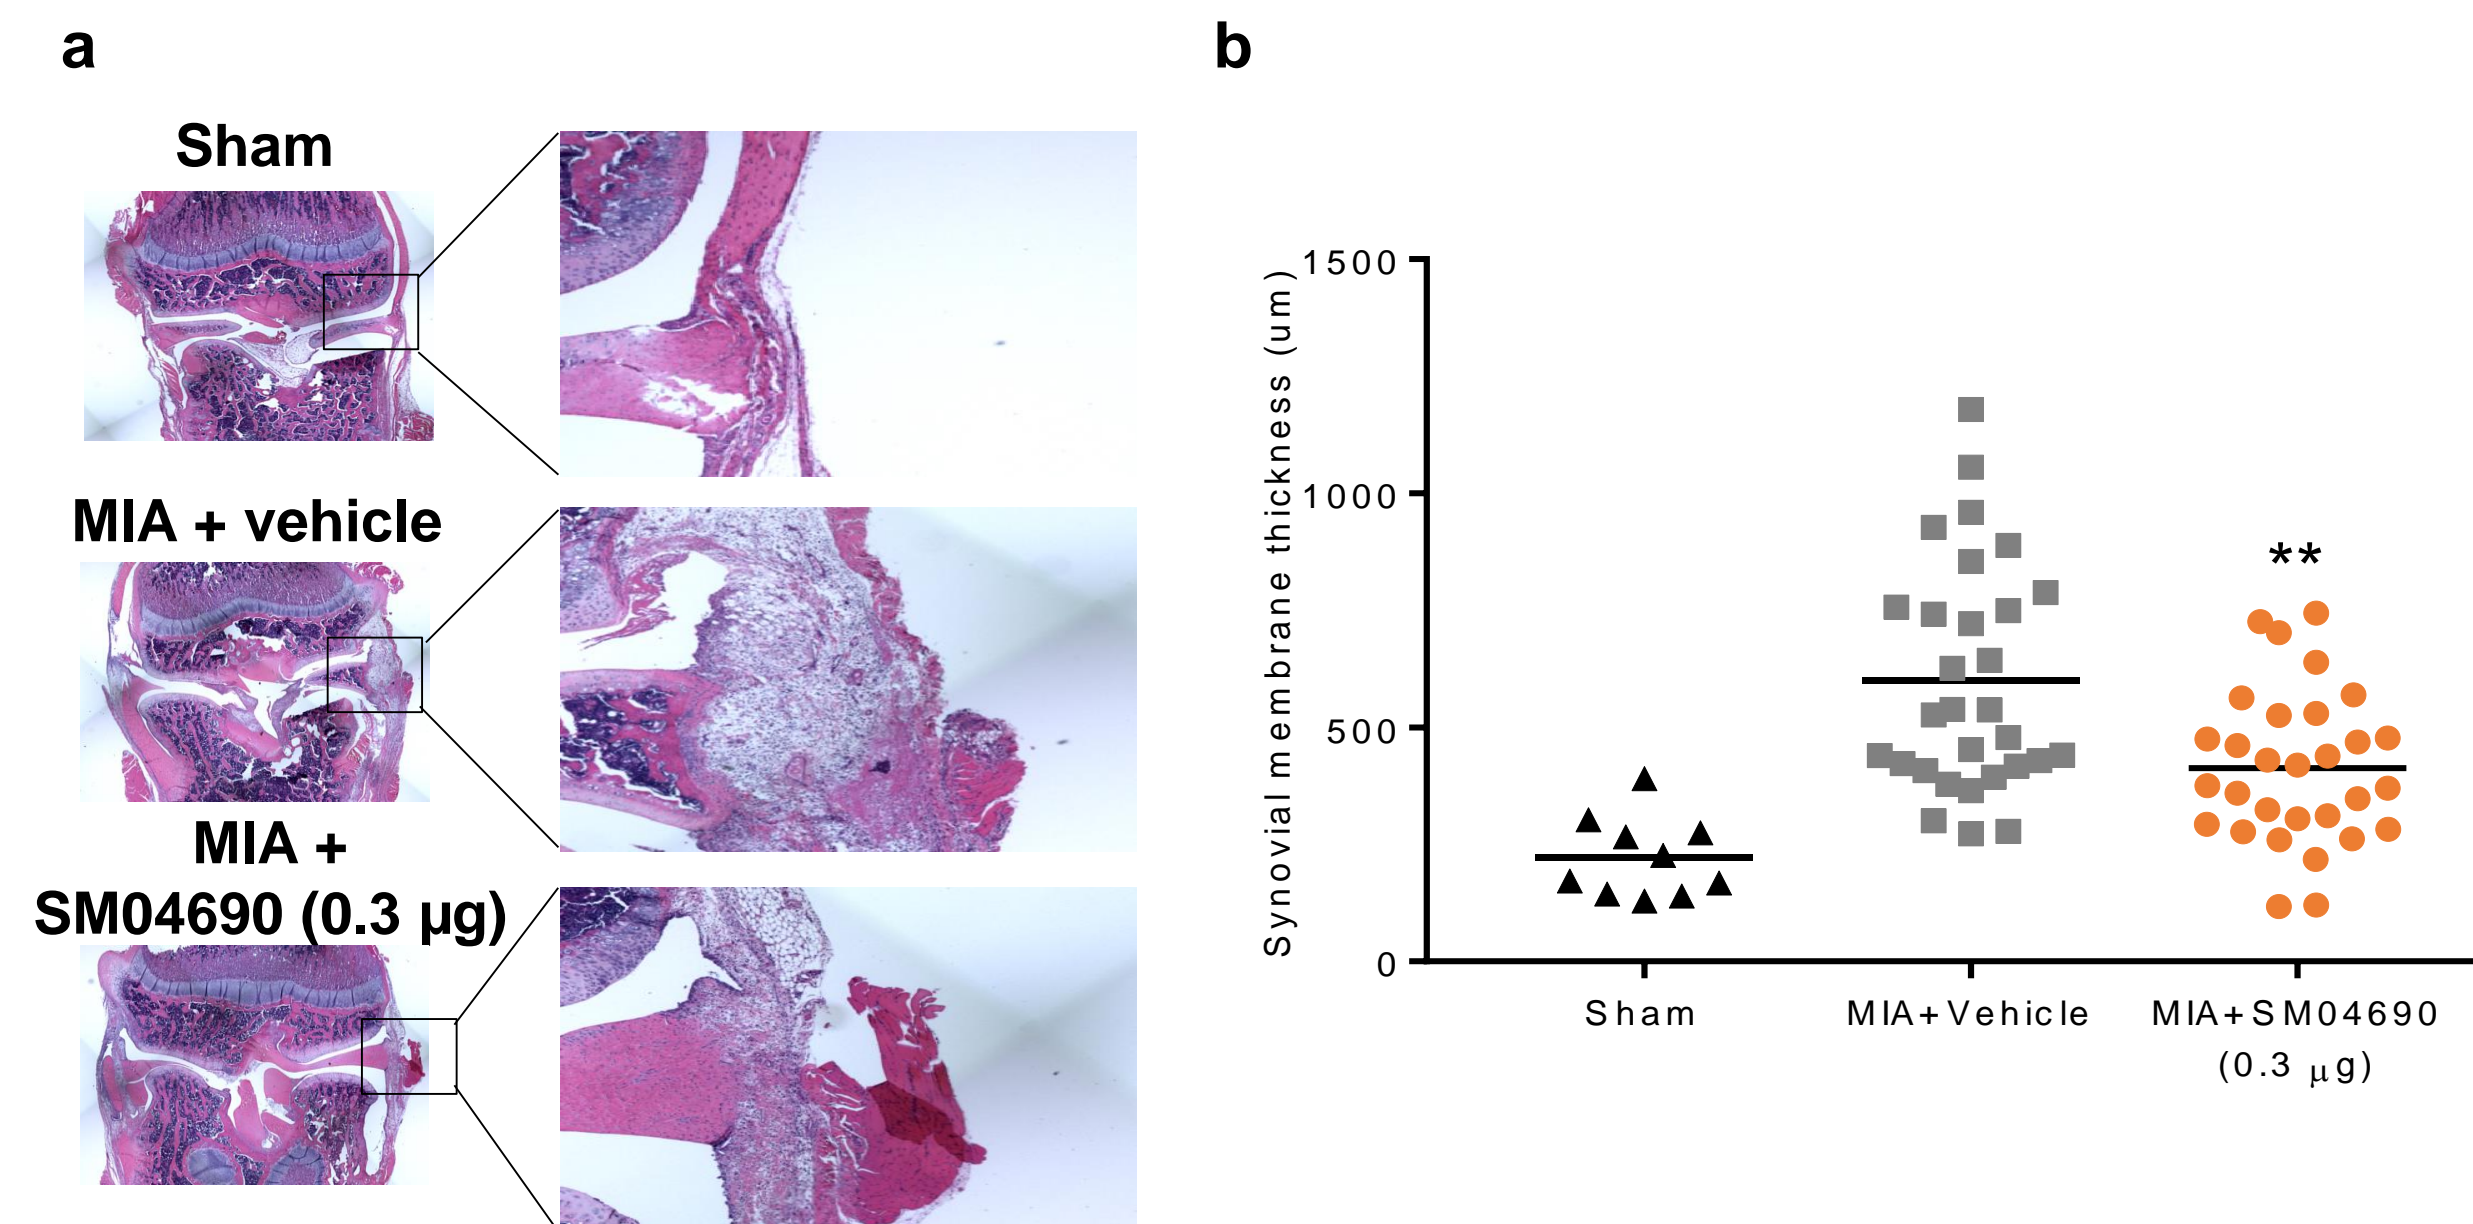 a
Sham
MIA + vehicle
MIA +
SM04690 (0.3 µg)
b
Synovial membrane thickness (um)
1500
1000
500
0
**
Sham
MIA+Vehicle
MIA+SM04690
(0.3 µg)